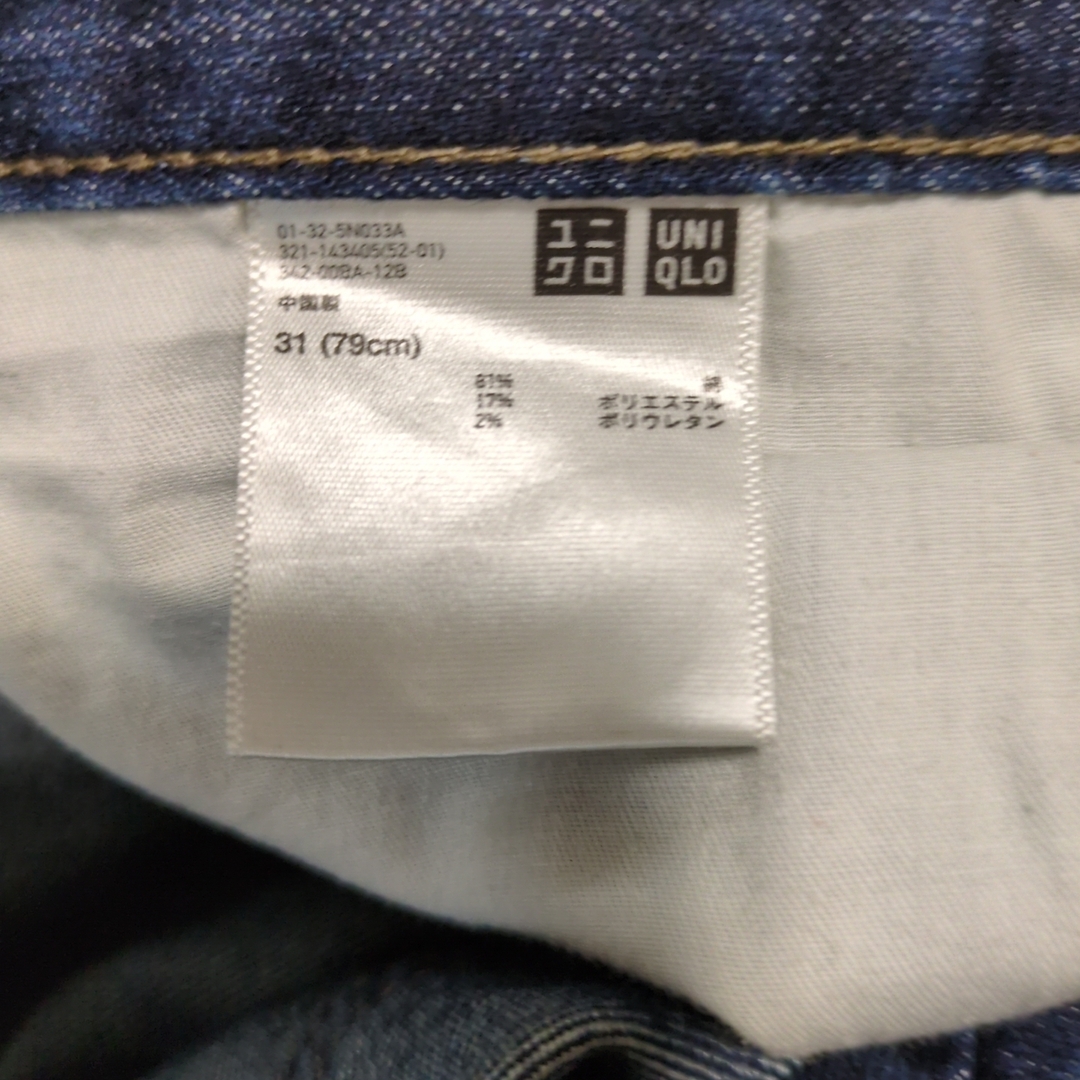 01-32-5N033A
321-143405(52-01)
342-00BA-12B
中国製
31 (79cm)
ユニ
クロ
UNI
QLO
81% 綿
17% ポリエステル
2% ポリウレタン